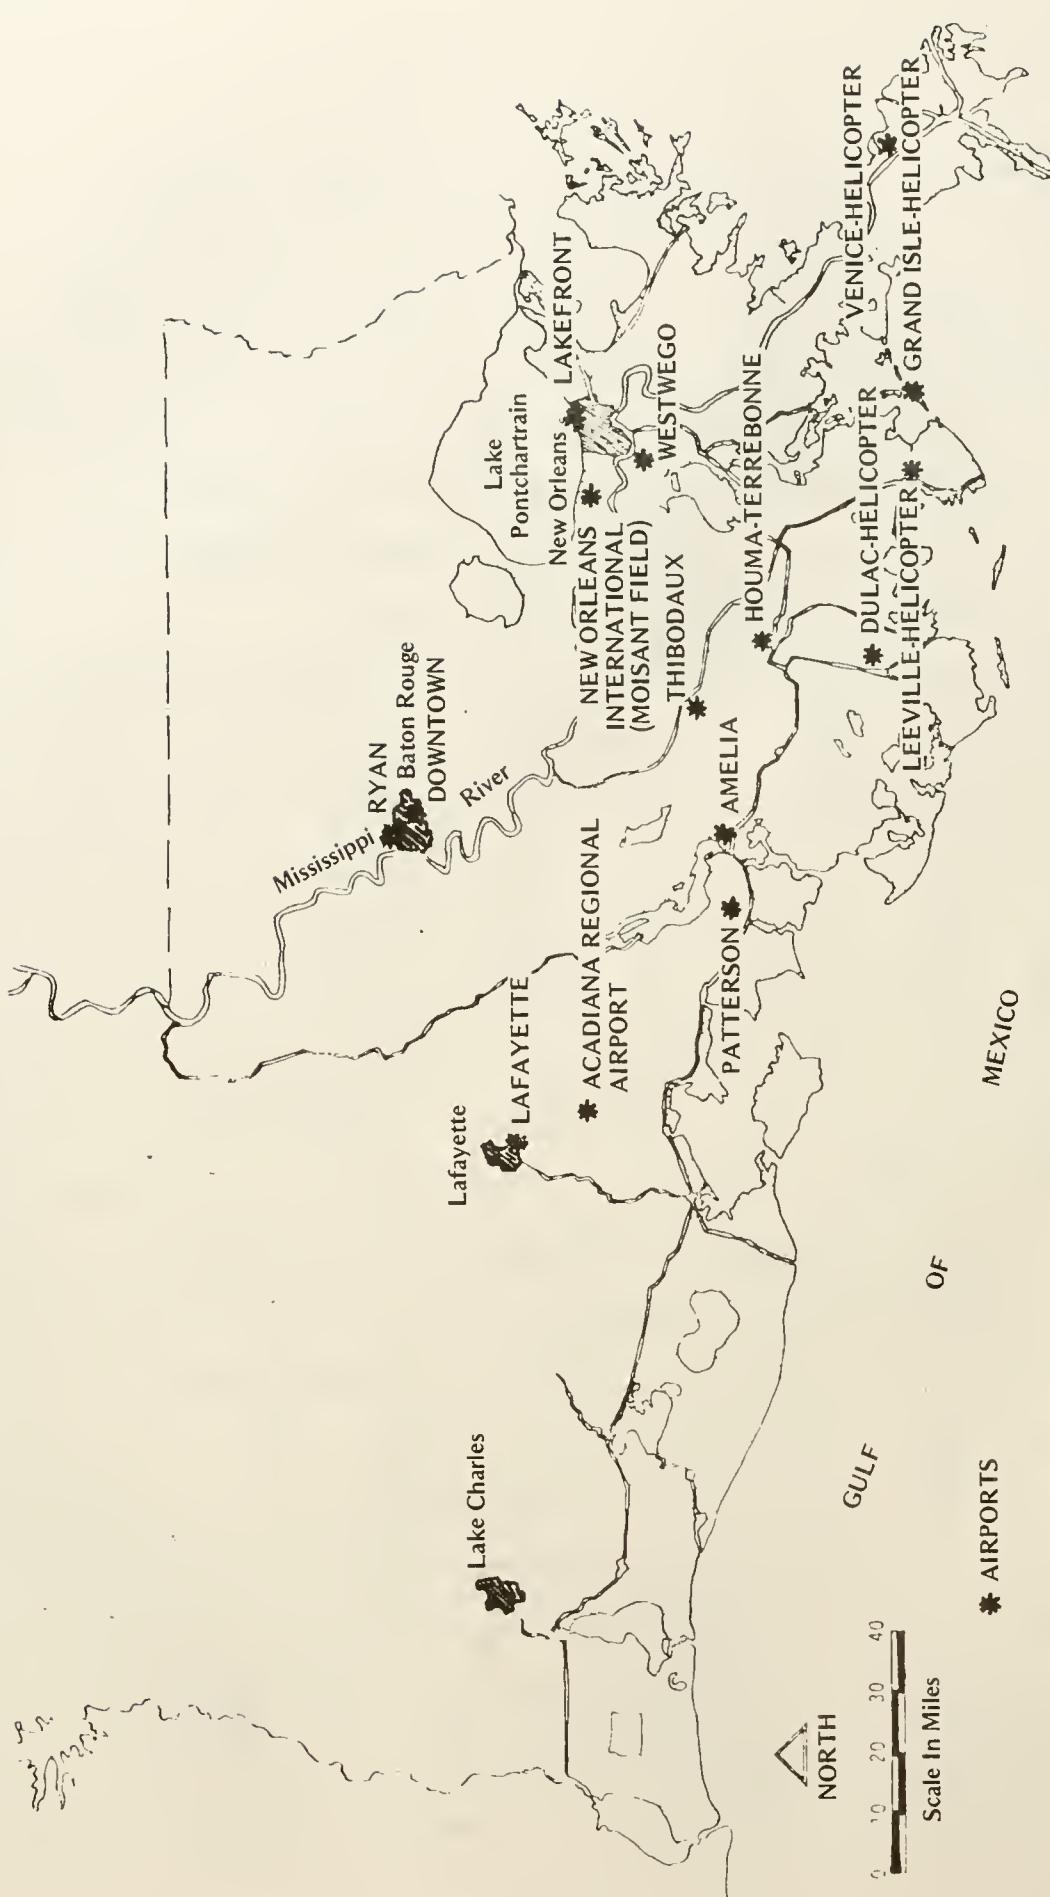 Mississippi
River
RYAN
Baton Rouge
DOWNTOWN
Lake
Pontchartrain
New Orleans
LAKEFRONT
NEW ORLEANS
INTERNATIONAL
(MOISANT FIELD)
WESTWEGO
THIBODAUX
HOUMA-TERREBONNE
VENICE-HELICOPTER
GRAND ISLE-HELICOPTER
DULAC-HELICOPTER
LEEVILLE-HELICOPTER
AMELIA
PATTERSON
ACADIANA REGIONAL
AIRPORT
Lafayette
LAFAYETTE
Lake Charles
GULF
OF
MEXICO
NORTH
0 10 20 30 40
Scale In Miles
AIRPORTS